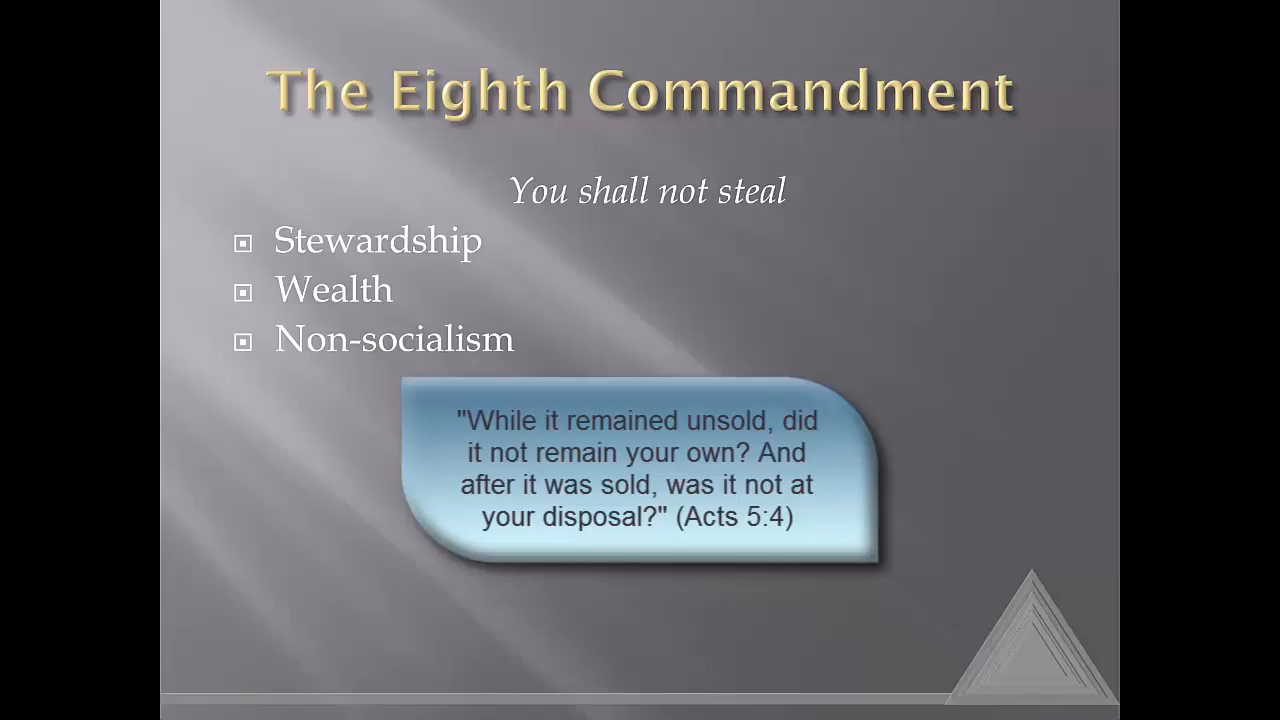 The Eighth Commandment
You shall not steal
Stewardship
Wealth
Non-socialism
"While it remained unsold, did
it not remain your own? And
after it was sold, was it not at
your disposal?" (Acts 5:4)